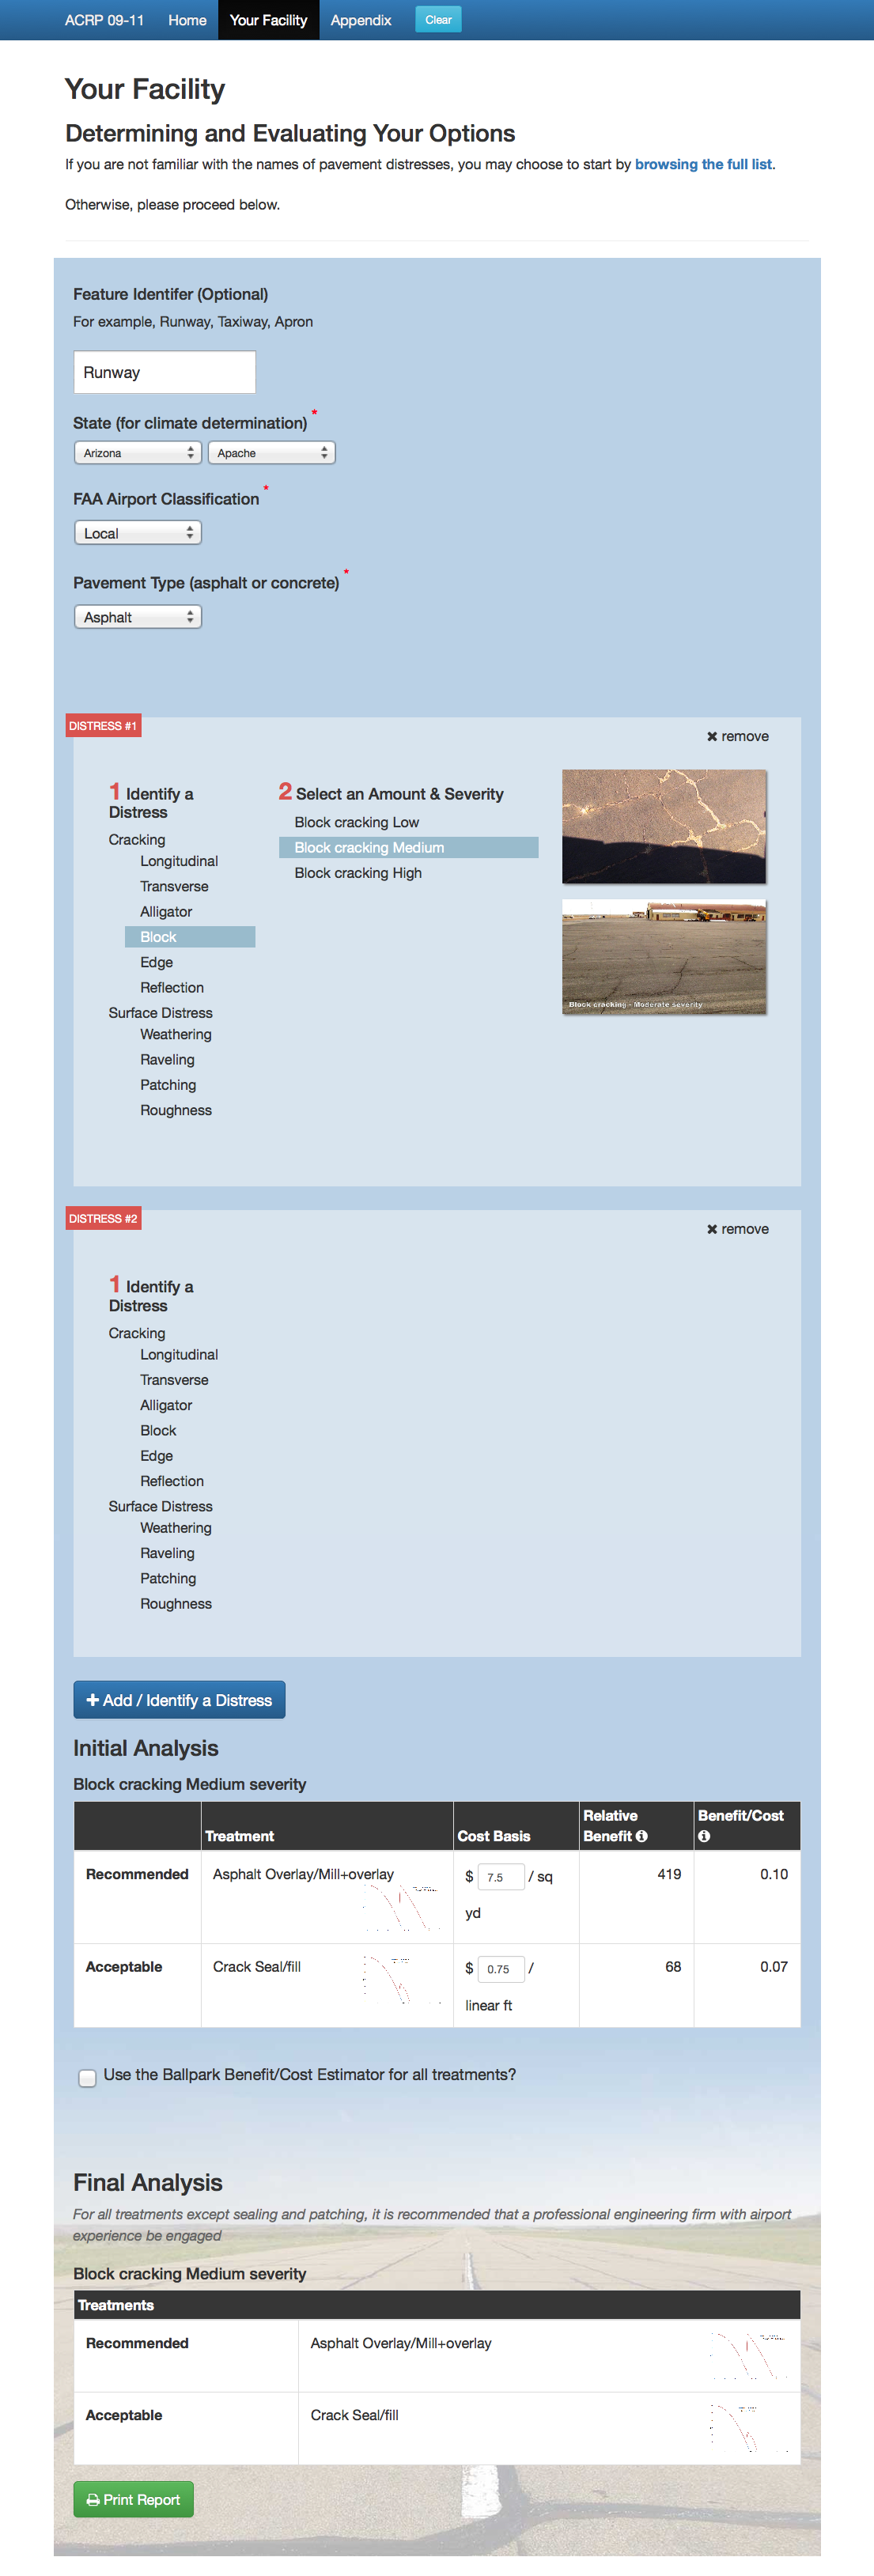 ACRP 09-11 Home Your Facility Appendix Clear
Your Facility
Determining and Evaluating Your Options
If you are not familiar with the names of pavement distresses, you may choose to start by browsing the full list.
Otherwise, please proceed below.
Feature Identifer (Optional)
For example, Runway, Taxiway, Apron
Runway
State (for climate determination) *
Arizona Apache
FAA Airport Classification *
Local
Pavement Type (asphalt or concrete) *
Asphalt
DISTRESS #1
✖ remove
1 Identify a
Distress
Cracking
Longitudinal
Transverse
Alligator
Block
Edge
Reflection
Surface Distress
Weathering
Raveling
Patching
Roughness
2 Select an Amount & Severity
Block cracking Low
Block cracking Medium
Block cracking High
Block cracking - Moderate severity
DISTRESS #2
✖ remove
1 Identify a
Distress
Cracking
Longitudinal
Transverse
Alligator
Block
Edge
Reflection
Surface Distress
Weathering
Raveling
Patching
Roughness
+ Add / Identify a Distress
Initial Analysis
Block cracking Medium severity
Treatment Cost Basis Relative Benefit Benefit/Cost
Recommended Asphalt Overlay/Mill+overlay $ 7.5 / sq yd 419 0.10
Acceptable Crack Seal/fill $ 0.75 / linear ft 68 0.07
Use the Ballpark Benefit/Cost Estimator for all treatments?
Final Analysis
For all treatments except sealing and patching, it is recommended that a professional engineering firm with airport
experience be engaged
Block cracking Medium severity
Treatments
Recommended Asphalt Overlay/Mill+overlay
Acceptable Crack Seal/fill
Print Report